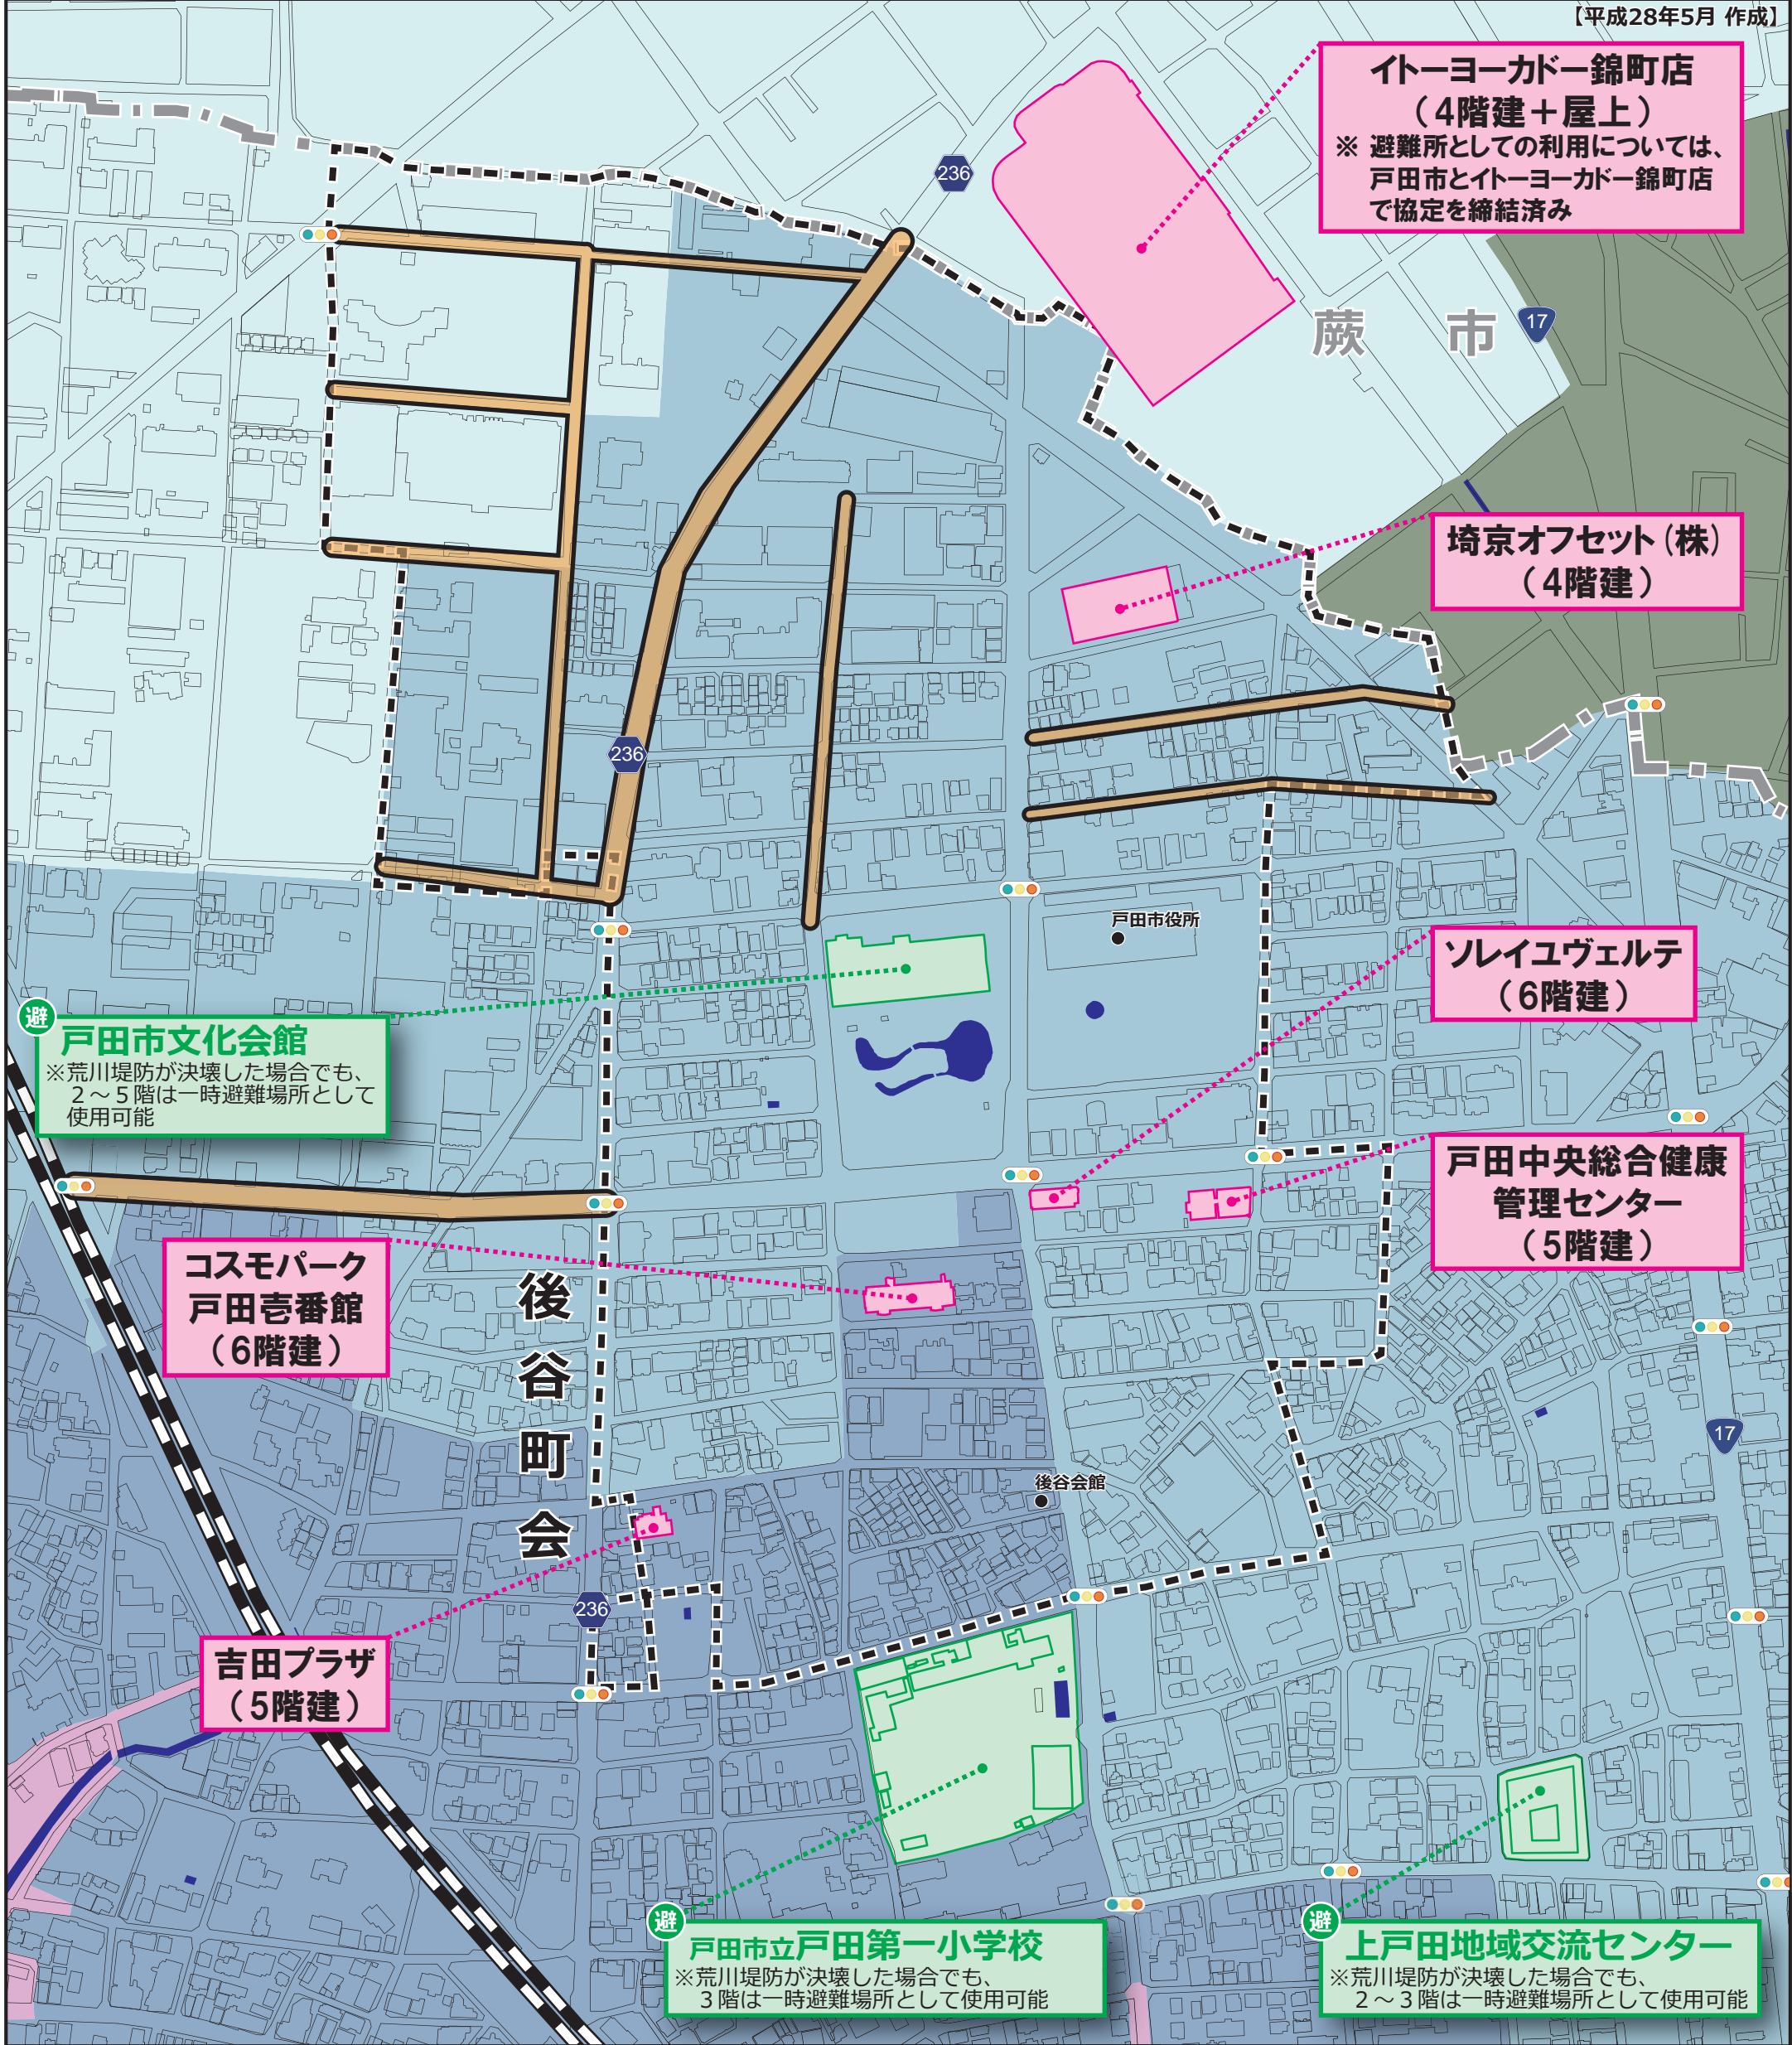 【平成28年5月 作成】
イトーヨーカドー錦町店
（4階建＋屋上）
※ 避難所としての利用については、
戸田市とイトーヨーカドー錦町店
で協定を締結済み
236
蕨 市
17
埼京オフセット（株）
（4階建）
236
戸田市役所
ソレイユヴェルテ
（6階建）
避
戸田市文化会館
※荒川堤防が決壊した場合でも、
２～５階は一時避難場所として
使用可能
戸田中央総合健康
管理センター
（5階建）
コスモパーク
戸田壱番館
（6階建）
後谷町会
17
後谷会館
236
吉田プラザ
（5階建）
避
戸田市立戸田第一小学校
※荒川堤防が決壊した場合でも、
３階は一時避難場所として使用可能
避
上戸田地域交流センター
※荒川堤防が決壊した場合でも、
２～３階は一時避難場所として使用可能